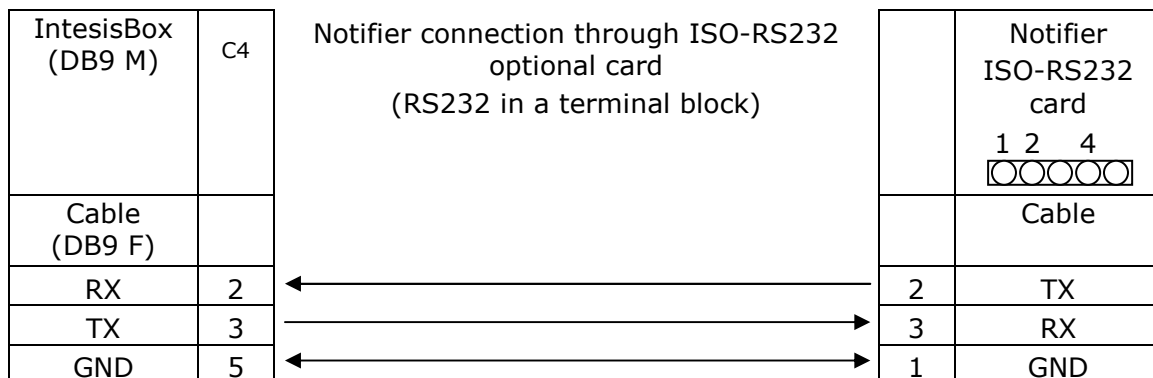 IntesisBox
(DB9 M)
C4
Notifier connection through ISO-RS232
optional card
(RS232 in a terminal block)
Notifier
ISO-RS232
card
1 2 4
Cable
(DB9 F)
Cable
RX 2 2 TX
TX 3 3 RX
GND 5 1 GND